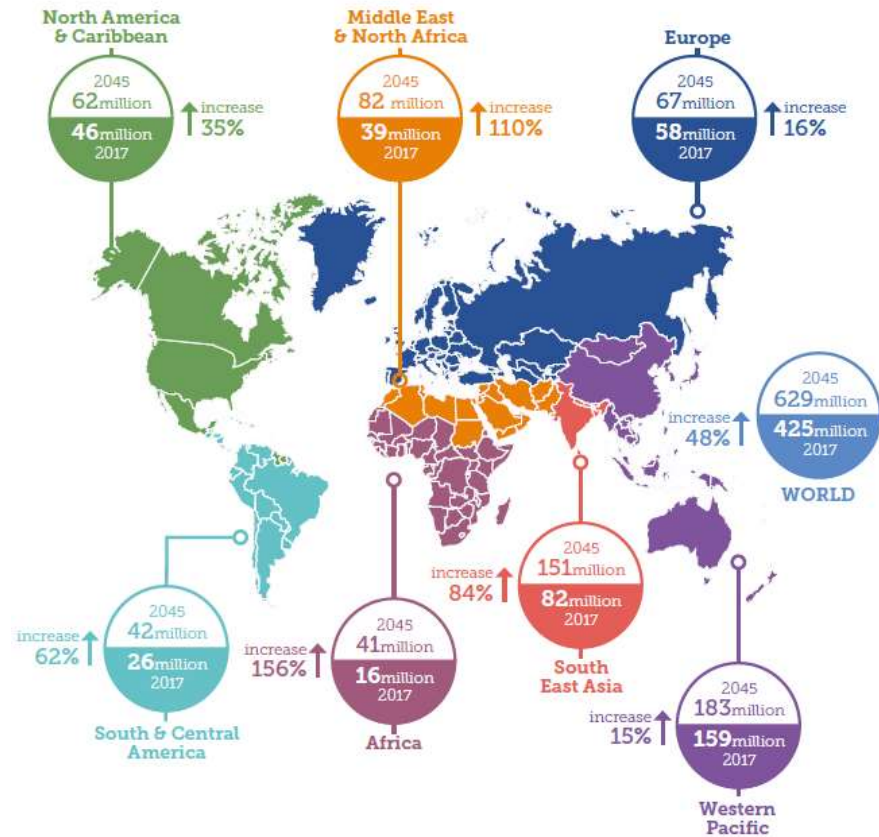 North America
& Caribbean
2045
62million
46million
2017
increase
35%
Middle East
& North Africa
2045
82 million
39million
2017
increase
110%
Europe
2045
67million
58million
2017
increase
16%
2045
629million
425million
2017
WORLD
increase
48%
2045
42million
26million
2017
South & Central
America
increase
62%
2045
41million
16million
2017
Africa
increase
156%
2045
151million
82million
2017
South
East Asia
increase
84%
2045
183million
159million
2017
Western
Pacific
increase
15%